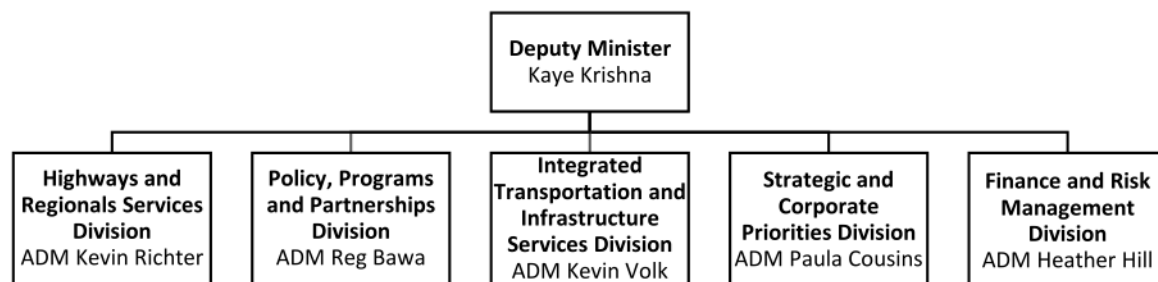 Deputy Minister
Kaye Krishna
Highways and
Regionals Services
Division
ADM Kevin Richter
Policy, Programs
and Partnerships
Division
ADM Reg Bawa
Integrated
Transportation and
Infrastructure
Services Division
ADM Kevin Volk
Strategic and
Corporate
Priorities Division
ADM Paula Cousins
Finance and Risk
Management
Division
ADM Heather Hill